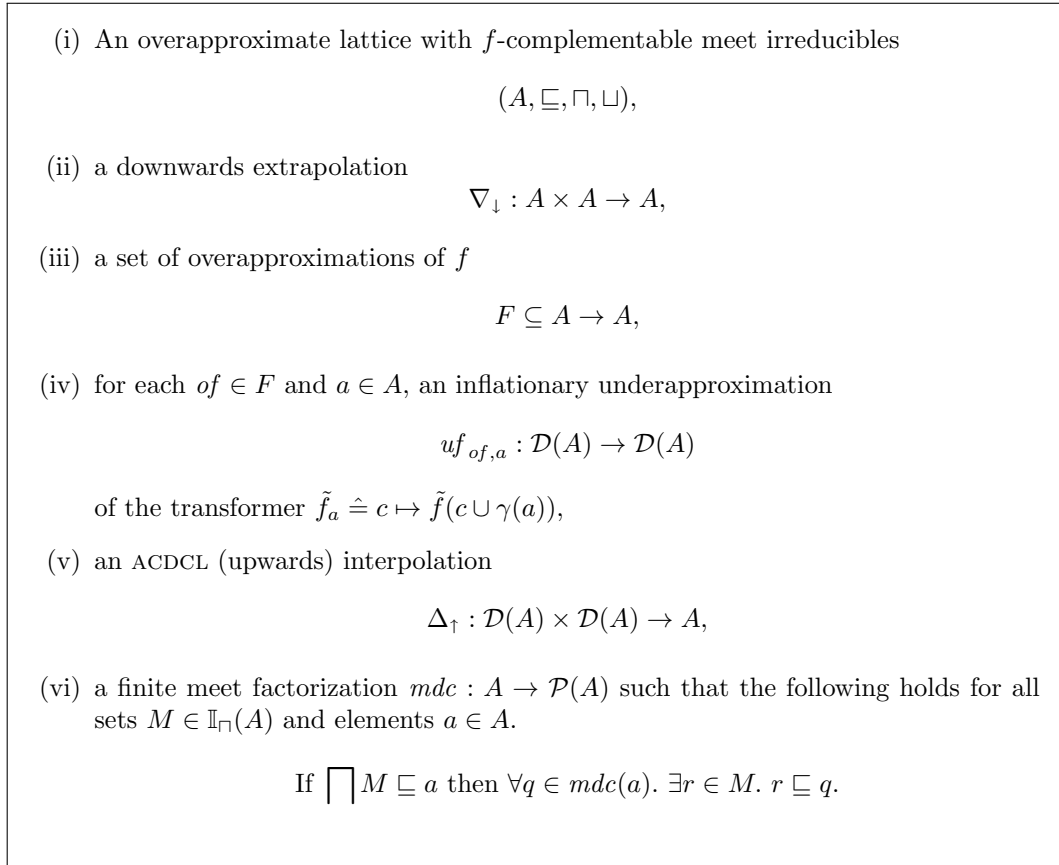 (i) An overapproximate lattice with f-complementable meet irreducibles
(A, ⊑, ⊓, ⊔),
(ii) a downwards extrapolation
∇↓ : A × A → A,
(iii) a set of overapproximations of f
F ⊆ A → A,
(iv) for each of ∈ F and a ∈ A, an inflationary underapproximation
uf_{of,a} : 𝒟(A) → 𝒟(A)
of the transformer f̃_a ≙ c ↦ f̃(c ∪ γ(a)),
(v) an ACDCL (upwards) interpolation
Δ↑ : 𝒟(A) × 𝒟(A) → A,
(vi) a finite meet factorization mdc : A → 𝒫(A) such that the following holds for all
sets M ∈ 𝕀_⊓(A) and elements a ∈ A.
If ⨅ M ⊑ a then ∀q ∈ mdc(a). ∃r ∈ M. r ⊑ q.